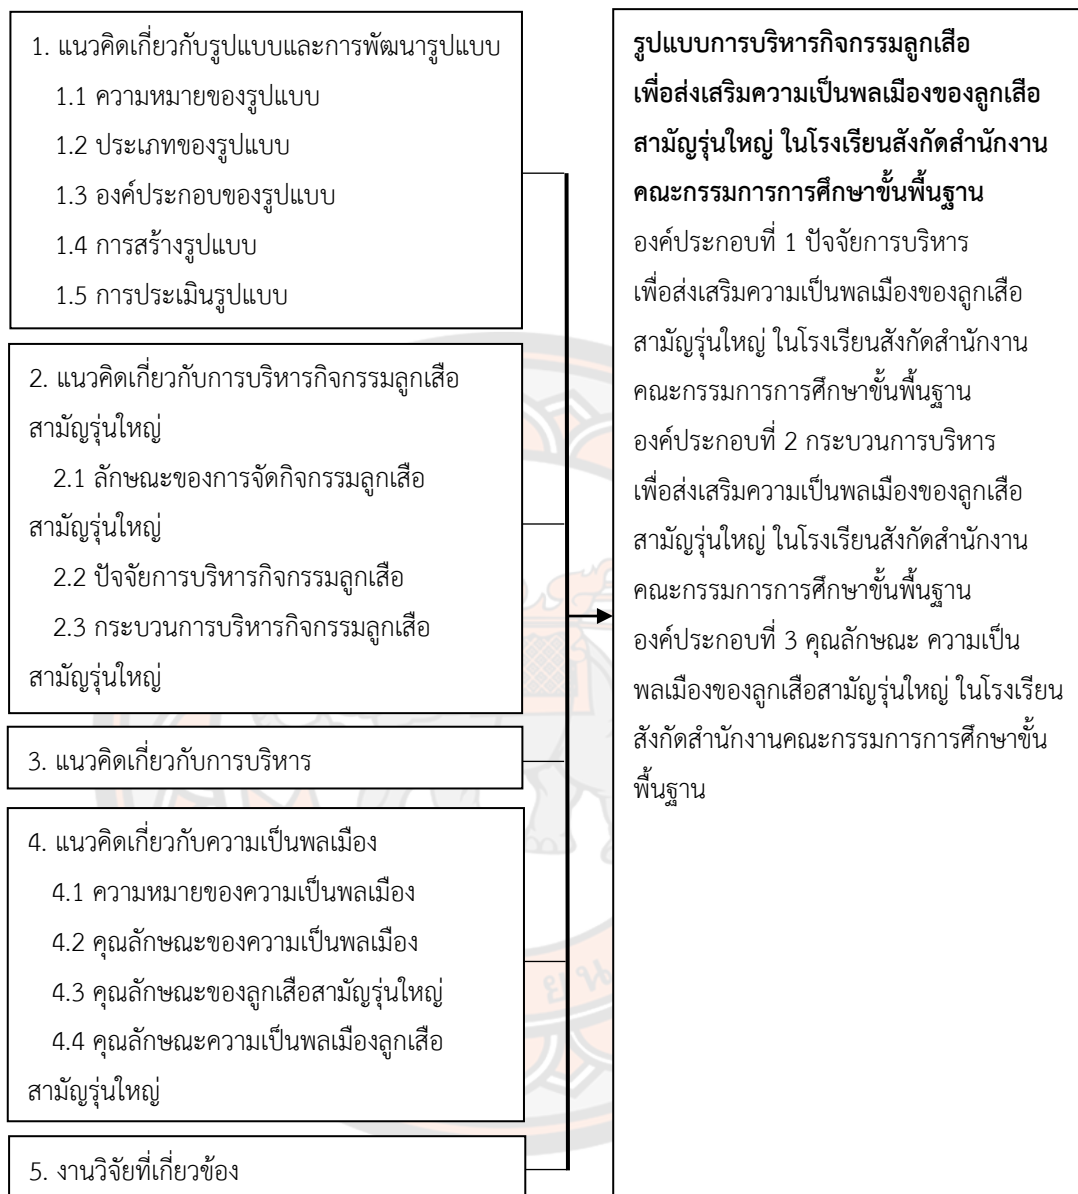 1. แนวคิดเกี่ยวกับรูปแบบและการพัฒนารูปแบบ
1.1 ความหมายของรูปแบบ
1.2 ประเภทของรูปแบบ
1.3 องค์ประกอบของรูปแบบ
1.4 การสร้างรูปแบบ
1.5 การประเมินรูปแบบ
2. แนวคิดเกี่ยวกับการบริหารกิจกรรมลูกเสือ
สามัญรุ่นใหญ่
2.1 ลักษณะของการจัดกิจกรรมลูกเสือ
สามัญรุ่นใหญ่
2.2 ปัจจัยการบริหารกิจกรรมลูกเสือ
2.3 กระบวนการบริหารกิจกรรมลูกเสือ
สามัญรุ่นใหญ่
3. แนวคิดเกี่ยวกับการบริหาร
4. แนวคิดเกี่ยวกับความเป็นพลเมือง
4.1 ความหมายของความเป็นพลเมือง
4.2 คุณลักษณะของความเป็นพลเมือง
4.3 คุณลักษณะของลูกเสือสามัญรุ่นใหญ่
4.4 คุณลักษณะความเป็นพลเมืองลูกเสือ
สามัญรุ่นใหญ่
5. งานวิจัยที่เกี่ยวข้อง
รูปแบบการบริหารกิจกรรมลูกเสือ
เพื่อส่งเสริมความเป็นพลเมืองของลูกเสือ
สามัญรุ่นใหญ่ ในโรงเรียนสังกัดสำนักงาน
คณะกรรมการการศึกษาขั้นพื้นฐาน
องค์ประกอบที่ 1 ปัจจัยการบริหาร
เพื่อส่งเสริมความเป็นพลเมืองของลูกเสือ
สามัญรุ่นใหญ่ ในโรงเรียนสังกัดสำนักงาน
คณะกรรมการการศึกษาขั้นพื้นฐาน
องค์ประกอบที่ 2 กระบวนการบริหาร
เพื่อส่งเสริมความเป็นพลเมืองของลูกเสือ
สามัญรุ่นใหญ่ ในโรงเรียนสังกัดสำนักงาน
คณะกรรมการการศึกษาขั้นพื้นฐาน
องค์ประกอบที่ 3 คุณลักษณะ ความเป็น
พลเมืองของลูกเสือสามัญรุ่นใหญ่ ในโรงเรียน
สังกัดสำนักงานคณะกรรมการการศึกษาขั้น
พื้นฐาน